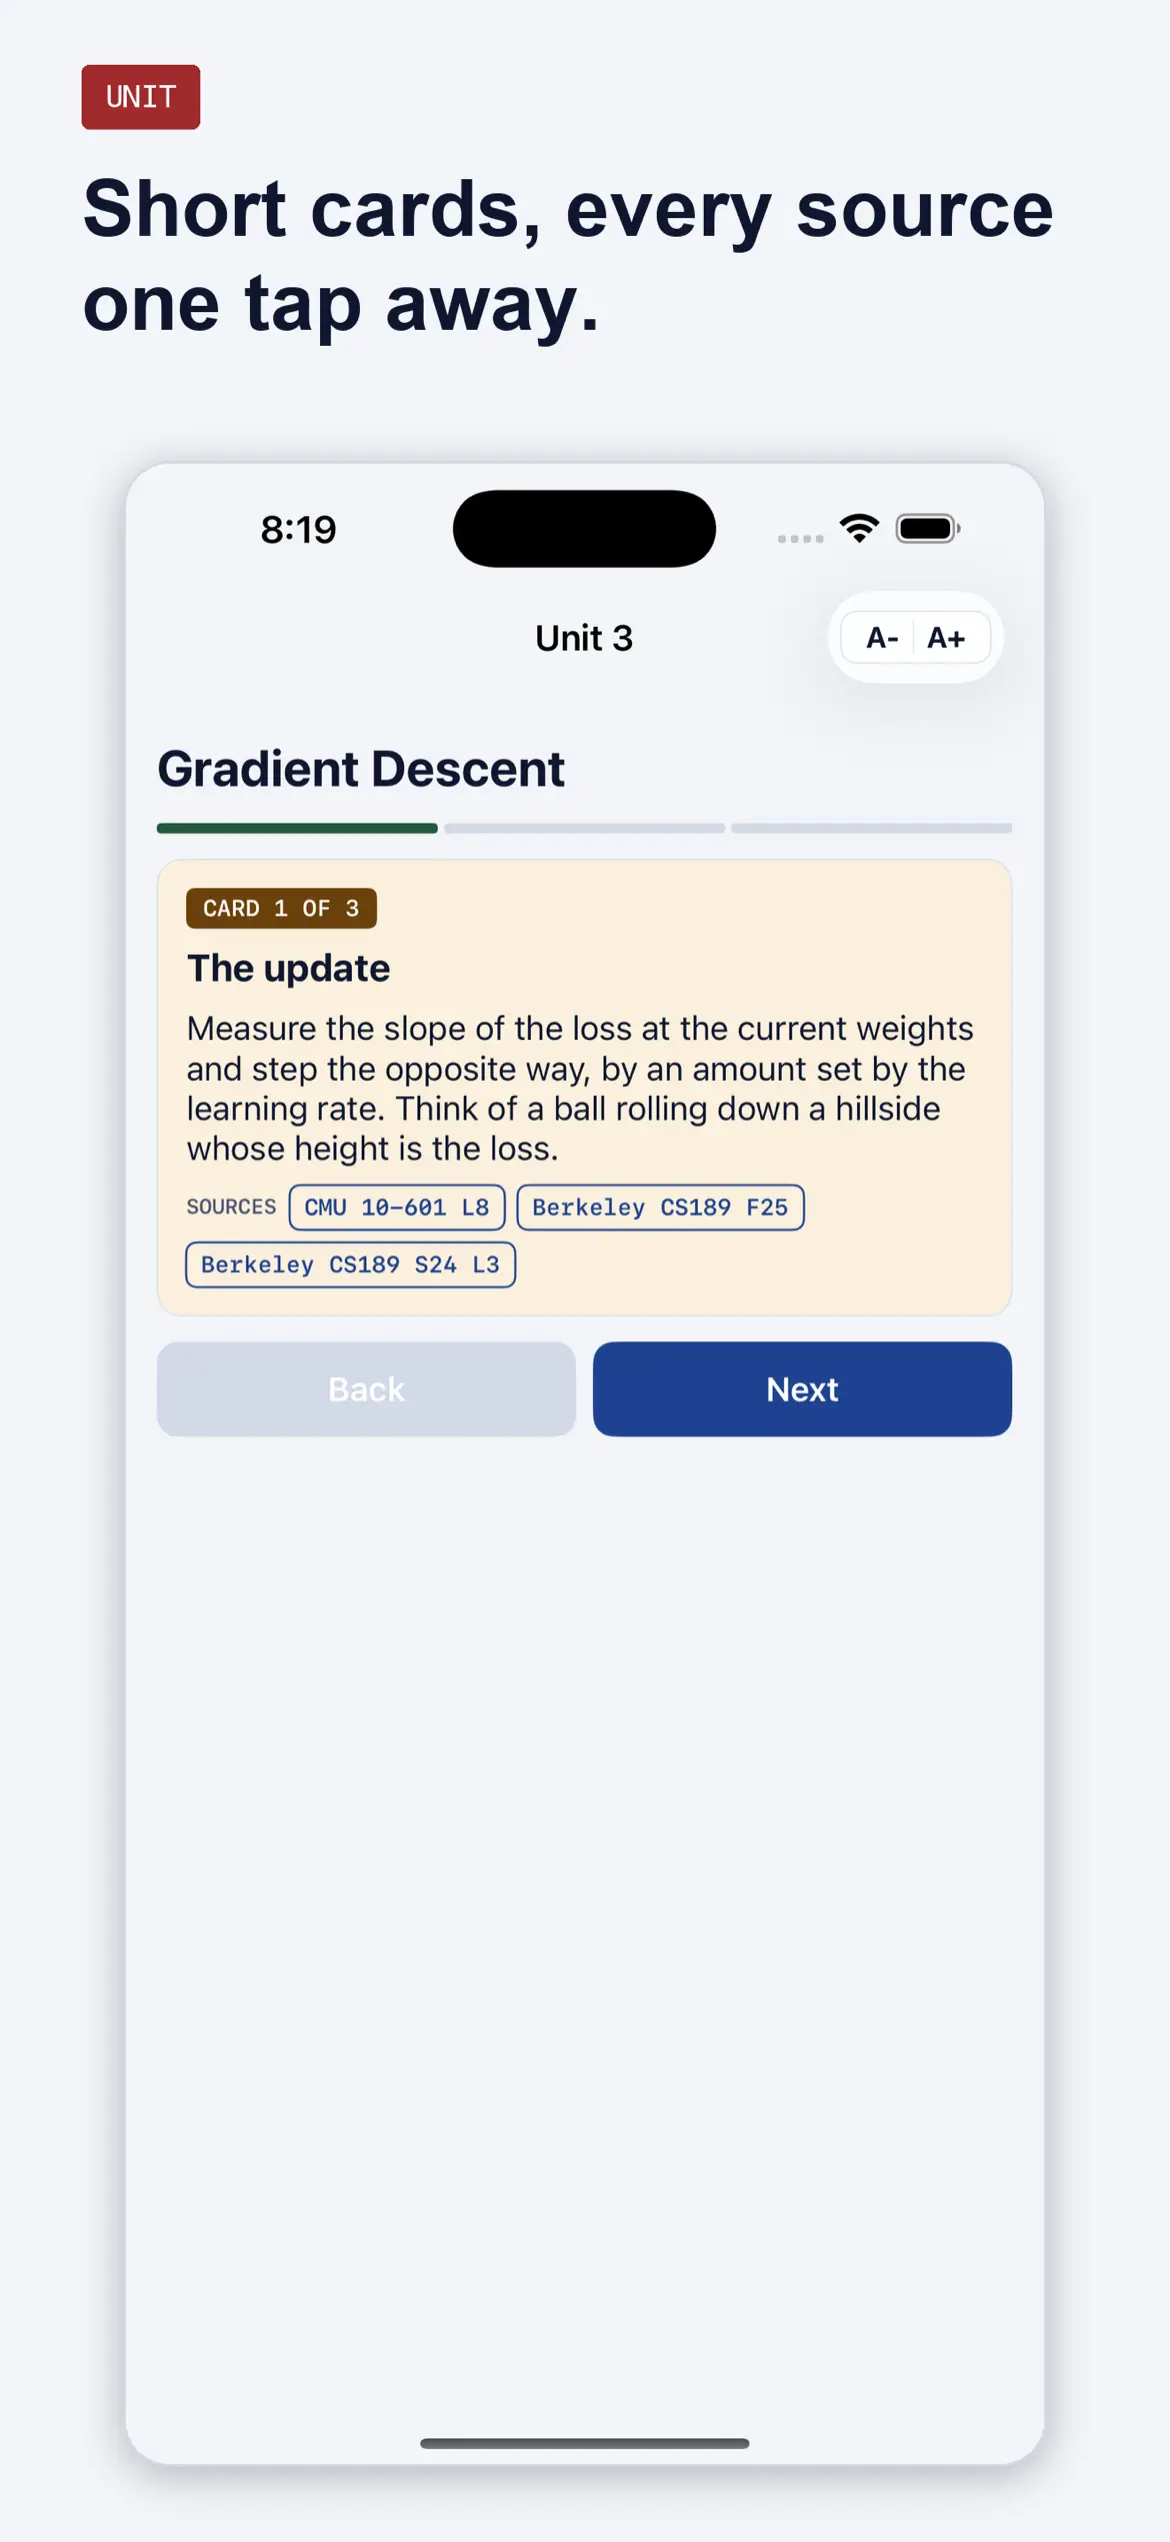 UNIT
Short cards, every source
one tap away.
8:19
Unit 3
A- A+
Gradient Descent
CARD 1 OF 3
The update
Measure the slope of the loss at the current weights
and step the opposite way, by an amount set by the
learning rate. Think of a ball rolling down a hillside
whose height is the loss.
SOURCES CMU 10–601 L8 Berkeley CS189 F25
Berkeley CS189 S24 L3
Back Next